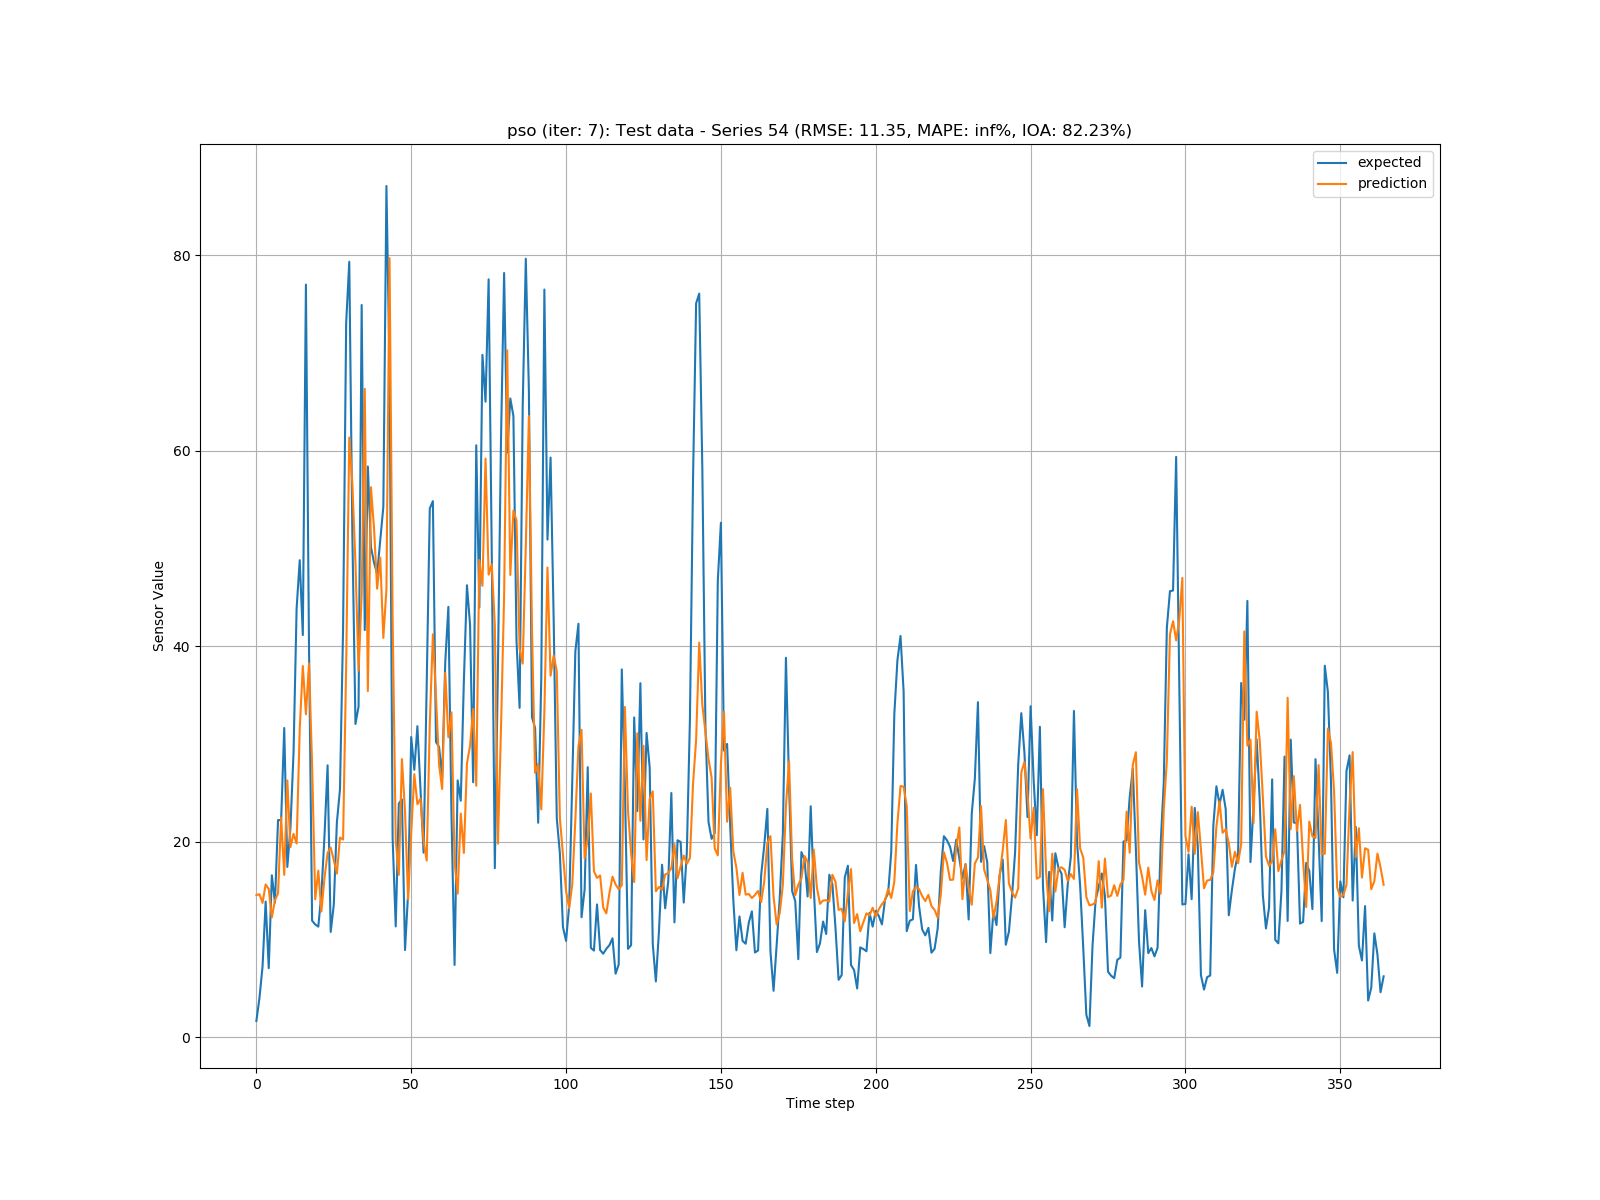 pso (iter: 7): Test data - Series 54 (RMSE: 11.35, MAPE: inf%, IOA: 82.23%)
expected
prediction
80
60
40
20
0
Sensor Value
0 50 100 150 200 250 300 350
Time step